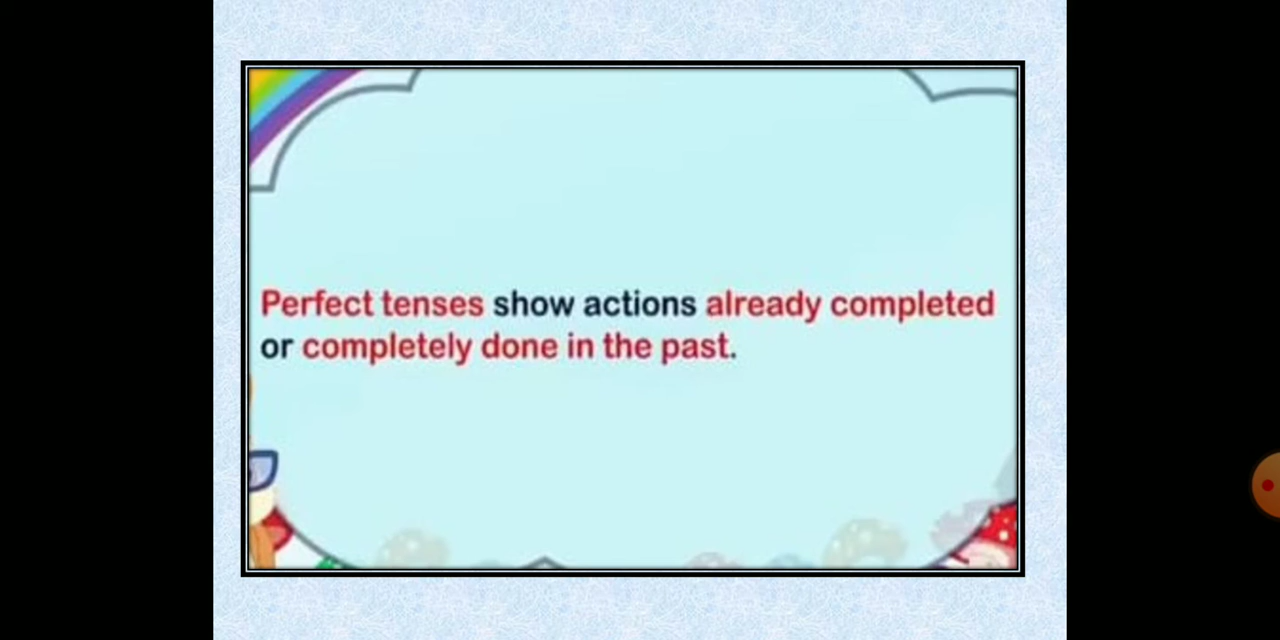 Perfect tenses show actions already completed
or completely done in the past.